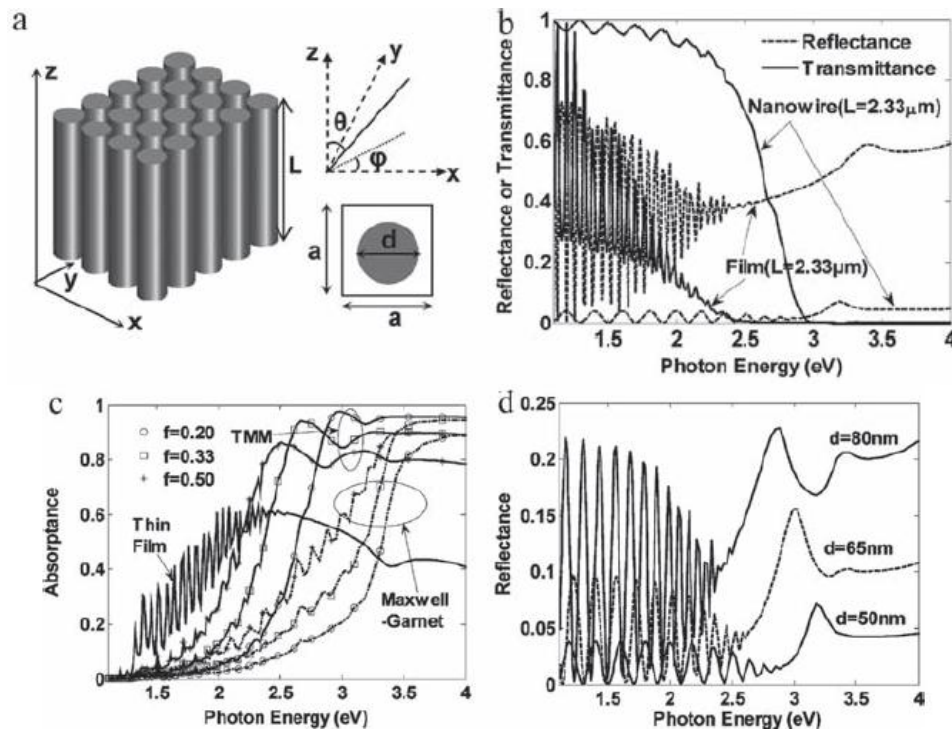 a
z
L
y
x
z
y
θ
φ
x
a
d
a
b
Reflectance or Transmittance
1
0.8
0.6
0.4
0.2
0
Reflectance
Transmittance
Nanowire(L=2.33µm)
Film(L=2.33µm)
1.5 2 2.5 3 3.5 4
Photon Energy (eV)
c
Absorptance
1
0.8
0.6
0.4
0.2
0
f=0.20
f=0.33
f=0.50
TMM
Thin
Film
Maxwell
-Garnet
1.5 2 2.5 3 3.5 4
Photon Energy (eV)
d
Reflectance
0.25
0.2
0.15
0.1
0.05
0
d=80nm
d=65nm
d=50nm
1.5 2 2.5 3 3.5 4
Photon Energy (eV)